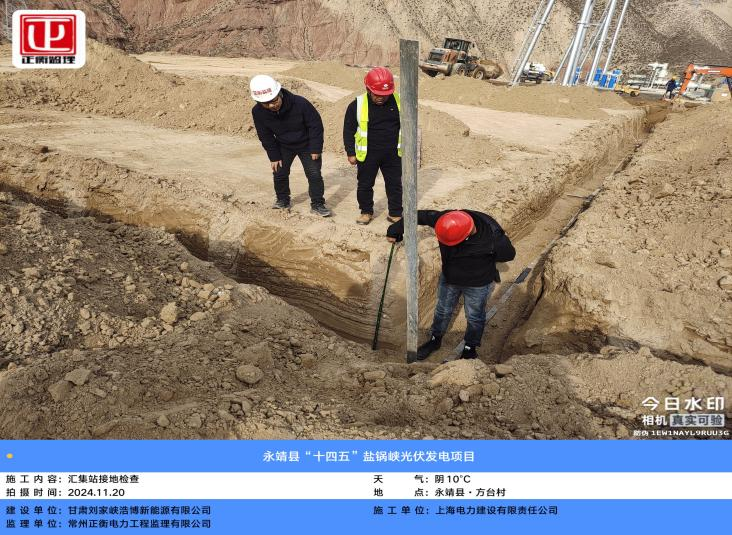 正衡监理
今日水印
相机 真实可验
防伪 1EW1NAYL9RUU3G
永靖县“十四五”盐锅峡光伏发电项目
施工内容：汇集站接地检查
天气：阴10°C
拍摄时间：2024.11.20
地点：永靖县·方台村
建设单位：甘肃刘家峡浩博新能源有限公司
施工单位：上海电力建设有限责任公司
监理单位：常州正衡电力工程监理有限公司